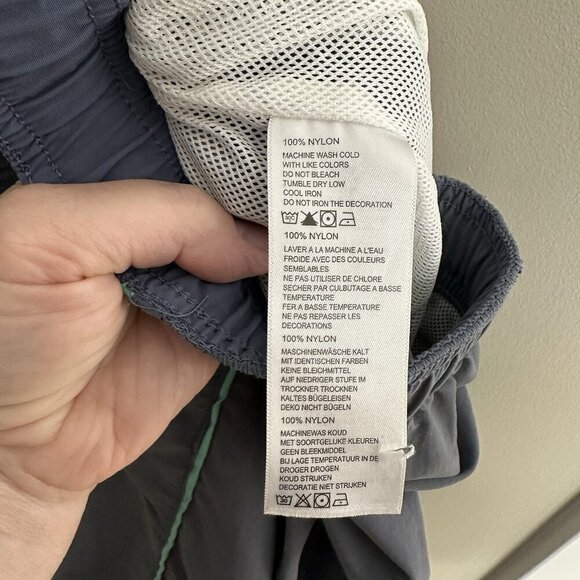 100% NYLON
MACHINE WASH COLD
WITH LIKE COLORS
DO NOT BLEACH
TUMBLE DRY LOW
COOL IRON
DO NOT IRON THE DECORATION
30C
100% NYLON
LAVER A LA MACHINE A L'EAU
FROIDE AVEC DES COULEURS
SEMBLABLES
NE PAS UTILISER DE CHLORE
SECHER PAR CULBUTAGE A BASSE
TEMPERATURE
FER A BASSE TEMPERATURE
NE PAS REPASSER LES
DECORATIONS
100% NYLON
MASCHINENWÄSCHE KALT
MIT IDENTISCHEN FARBEN
KEINE BLEICHMITTEL
AUF NIEDRIGER STUFE IM
TROCKNER TROCKNEN
KALTES BÜGELEISEN
DEKO NICHT BÜGELN
100% NYLON
MACHINEWAS KOUD
MET SOORTGELIJKE KLEUREN
GEEN BLEEKMIDDEL
BIJ LAGE TEMPERATUUR IN DE
DROGER DROGEN
KOUD STRIJKEN
DECORATIE NIET STRIJKEN